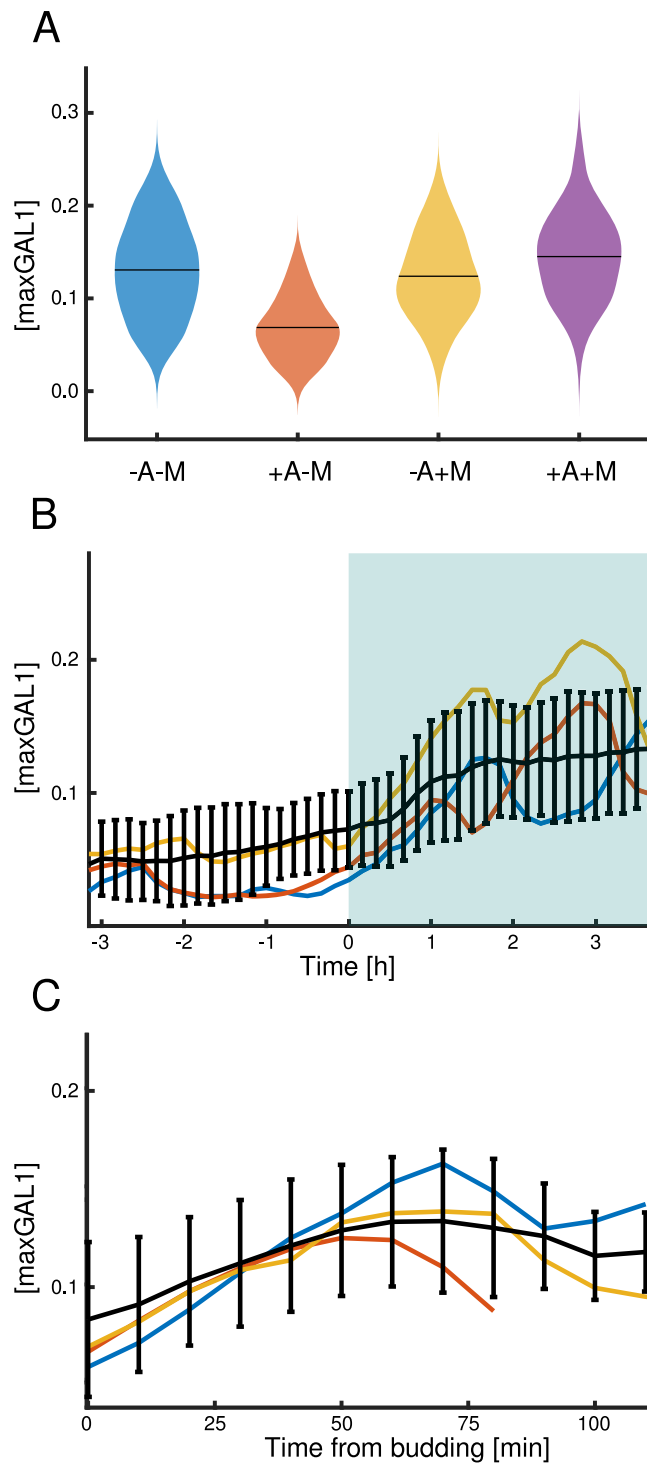 A
[maxGAL1]
0.3
0.2
0.1
0.0
-A-M +A-M -A+M +A+M
B
[maxGAL1]
0.2
0.1
-3 -2 -1 0 1 2 3
Time [h]
C
[maxGAL1]
0.2
0.1
0 25 50 75 100
Time from budding [min]